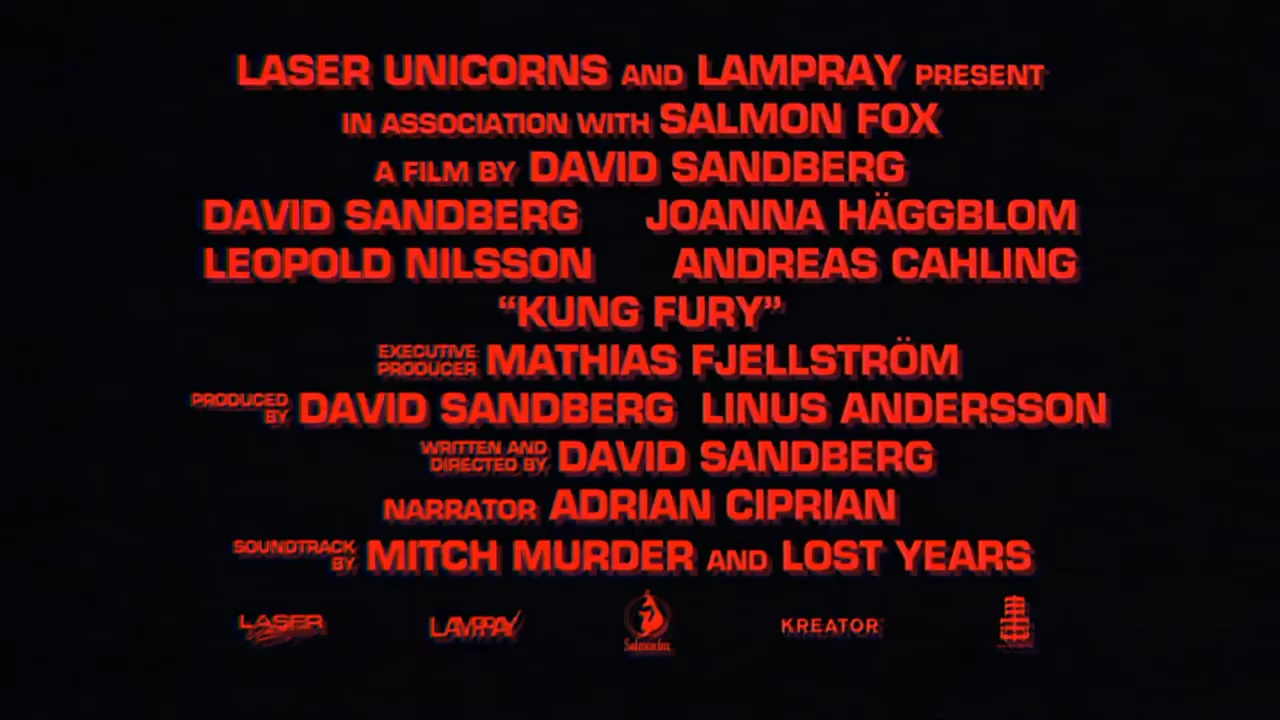 LASER UNICORNS AND LAMPRAY PRESENT
IN ASSOCIATION WITH SALMON FOX
A FILM BY DAVID SANDBERG
DAVID SANDBERG JOANNA HÄGGBLOM
LEOPOLD NILSSON ANDREAS CAHLING
“KUNG FURY”
EXECUTIVE PRODUCER MATHIAS FJELLSTRÖM
PRODUCED BY DAVID SANDBERG LINUS ANDERSSON
WRITTEN AND DIRECTED BY DAVID SANDBERG
NARRATOR ADRIAN CIPRIAN
SOUNDTRACK BY MITCH MURDER AND LOST YEARS
LASER LAMPRAY Salmonfox KREATOR